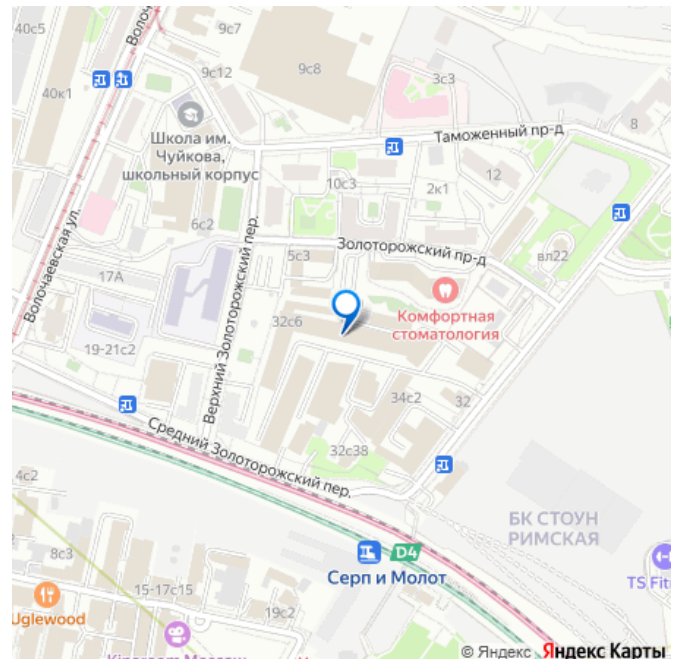 40с5
Волоч
9с7
9с12
9с8
3с3
40к1
Школа им.
Чуйкова,
школьный корпус
Таможенный пр-д
8
10с3
12
2к1
6с2
Верхний Золоторожский пер.
Волочаевская ул.
5с3
Золоторожский пр-д
вл22
17А
32с6
Комфортная
стоматология
19-21с2
34с2
32
Средний Золоторожский пер.
32с38
4с2
БК СТОУН
РИМСКАЯ
8с3
D4
Серп и Молот
TS Fit
15-17с15
Uglewood
19с2
© Яндекс Яндекс Карты